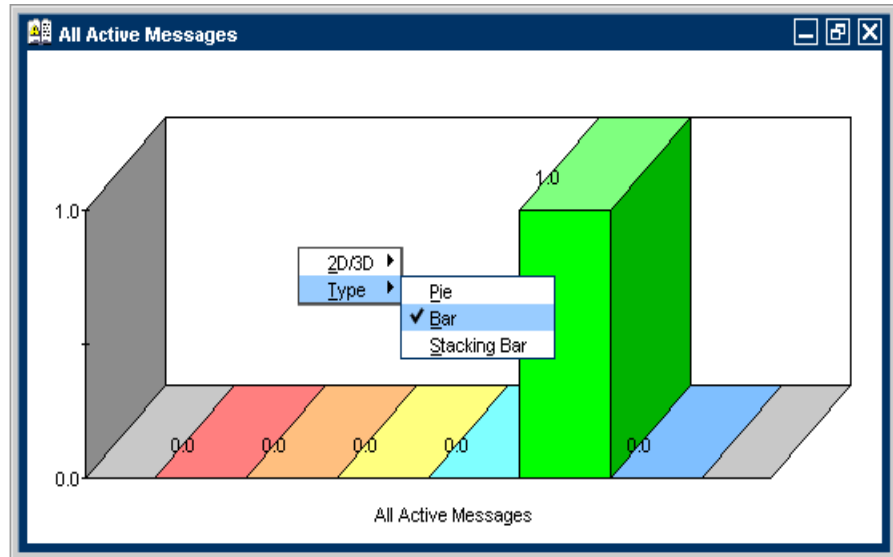 All Active Messages
1.0
1.0
2D/3D
Type
Pie
Bar
Stacking Bar
0.0
0.0
0.0
0.0
0.0
0.0
All Active Messages